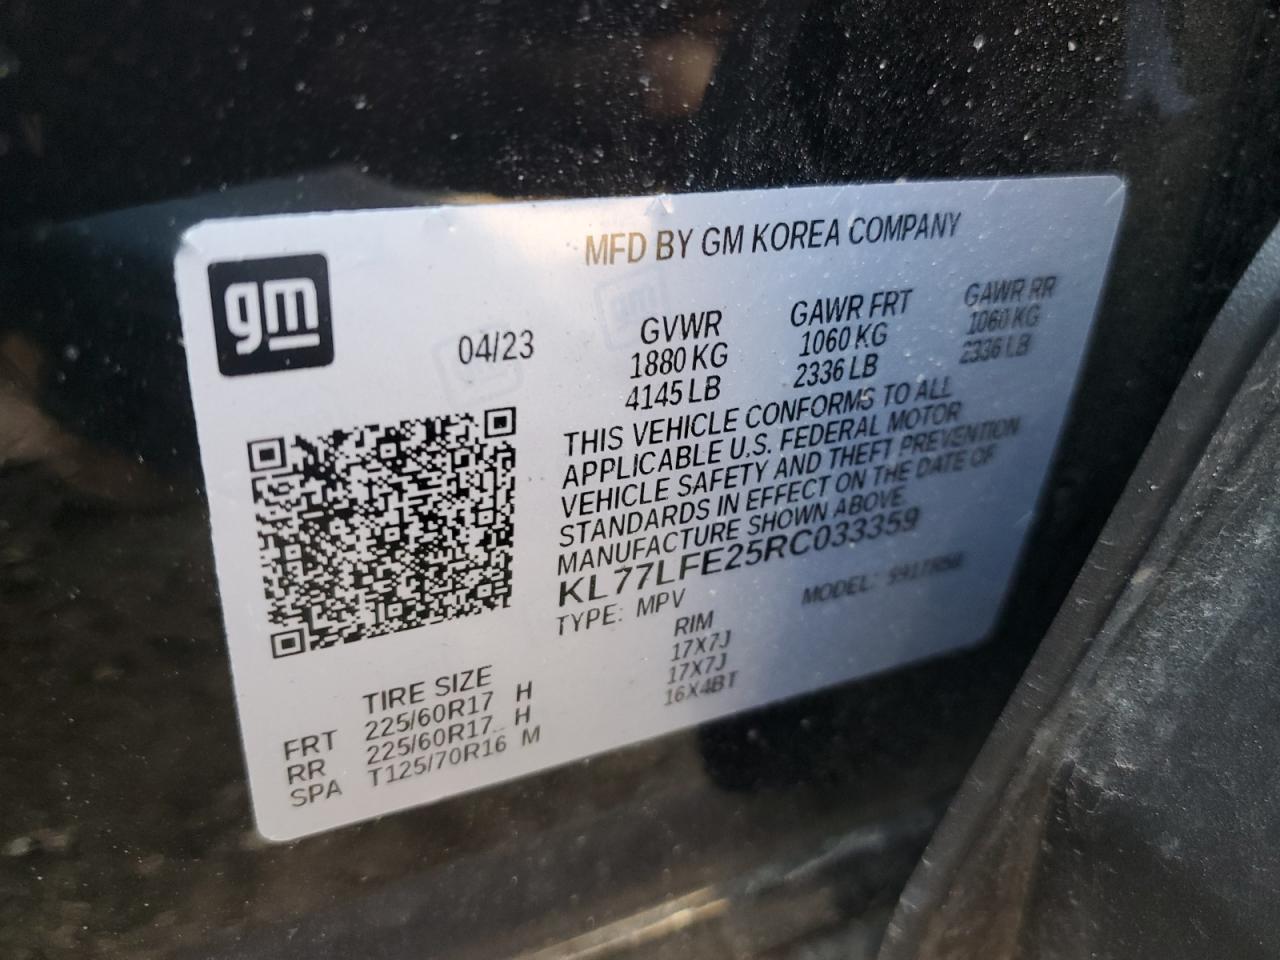 MFD BY GM KOREA COMPANY
gm
04/23
GVWR GAWR FRT GAWR RR
1880 KG 1060 KG 1060 KG
4145 LB 2336 LB 2336 LB
THIS VEHICLE CONFORMS TO ALL
APPLICABLE U.S. FEDERAL MOTOR
VEHICLE SAFETY AND THEFT PREVENTION
STANDARDS IN EFFECT ON THE DATE OF
MANUFACTURE SHOWN ABOVE.
KL77LFE25RC033359
TYPE: MPV MODEL:
TIRE SIZE RIM
FRT 225/60R17 H 17X7J
RR 225/60R17 H 17X7J
SPA T125/70R16 M 16X4BT